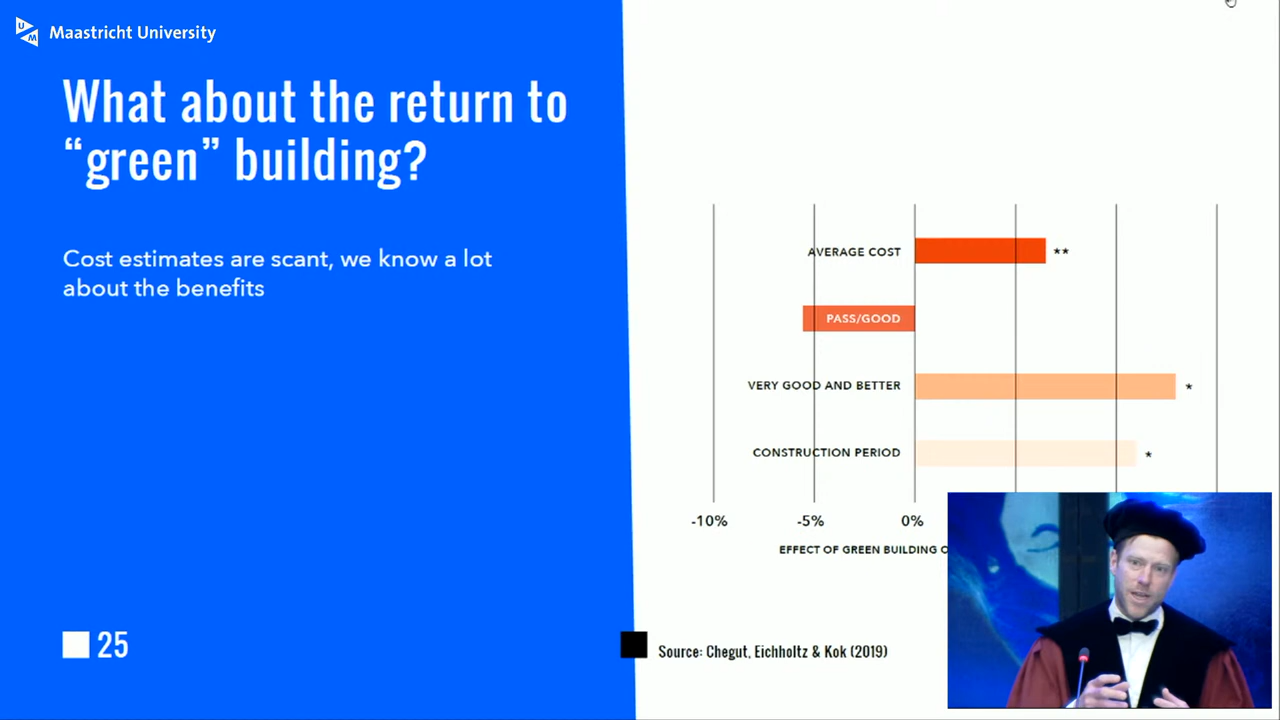 UM
Maastricht University
What about the return to
“green” building?
Cost estimates are scant, we know a lot
about the benefits
AVERAGE COST **
PASS/GOOD
VERY GOOD AND BETTER *
CONSTRUCTION PERIOD *
-10% -5% 0%
EFFECT OF GREEN BUILDING
25
Source: Chegut, Eichholtz & Kok (2019)